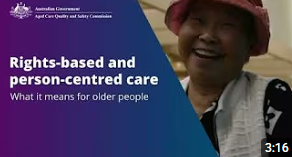 Australian Government
Aged Care Quality and Safety Commission
Rights-based and
person-centred care
What it means for older people
3:16